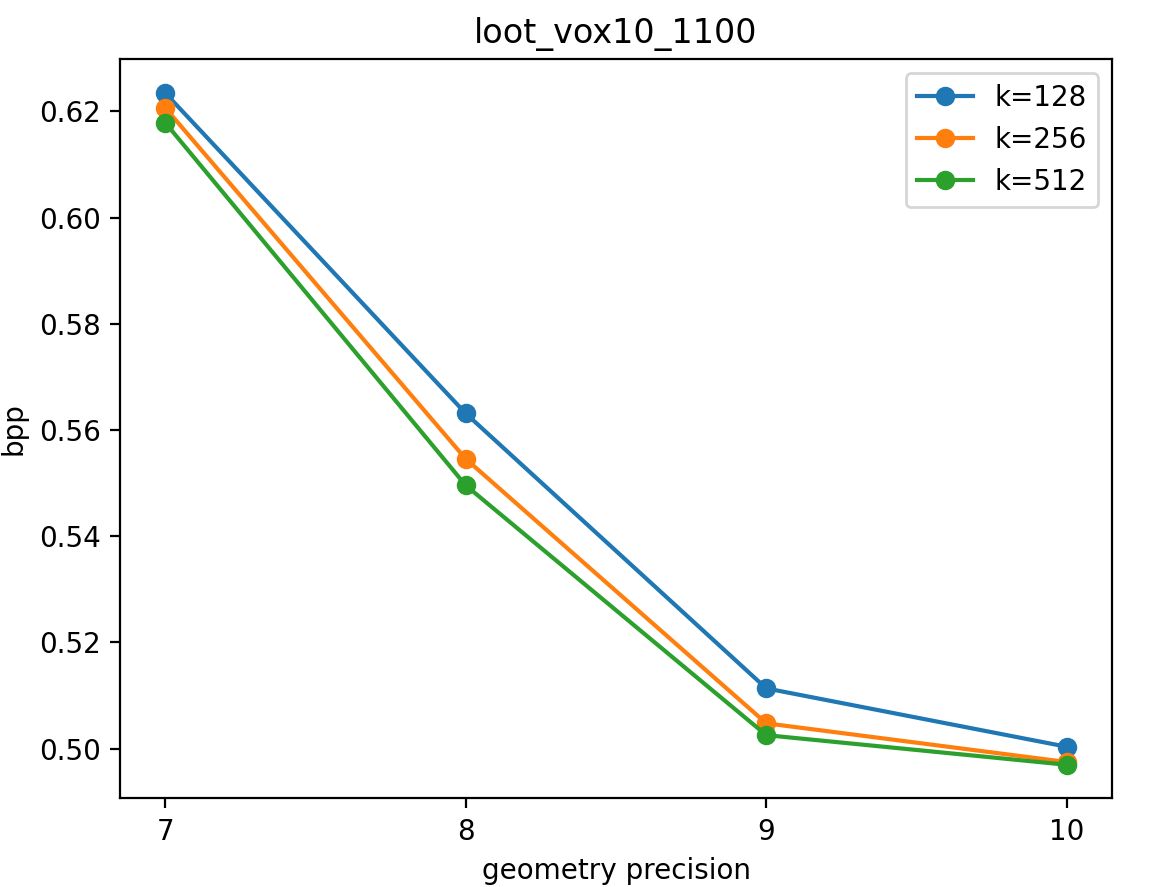 loot_vox10_1100
k=128
k=256
k=512
0.62
0.60
0.58
0.56
0.54
0.52
0.50
bpp
7 8 9 10
geometry precision